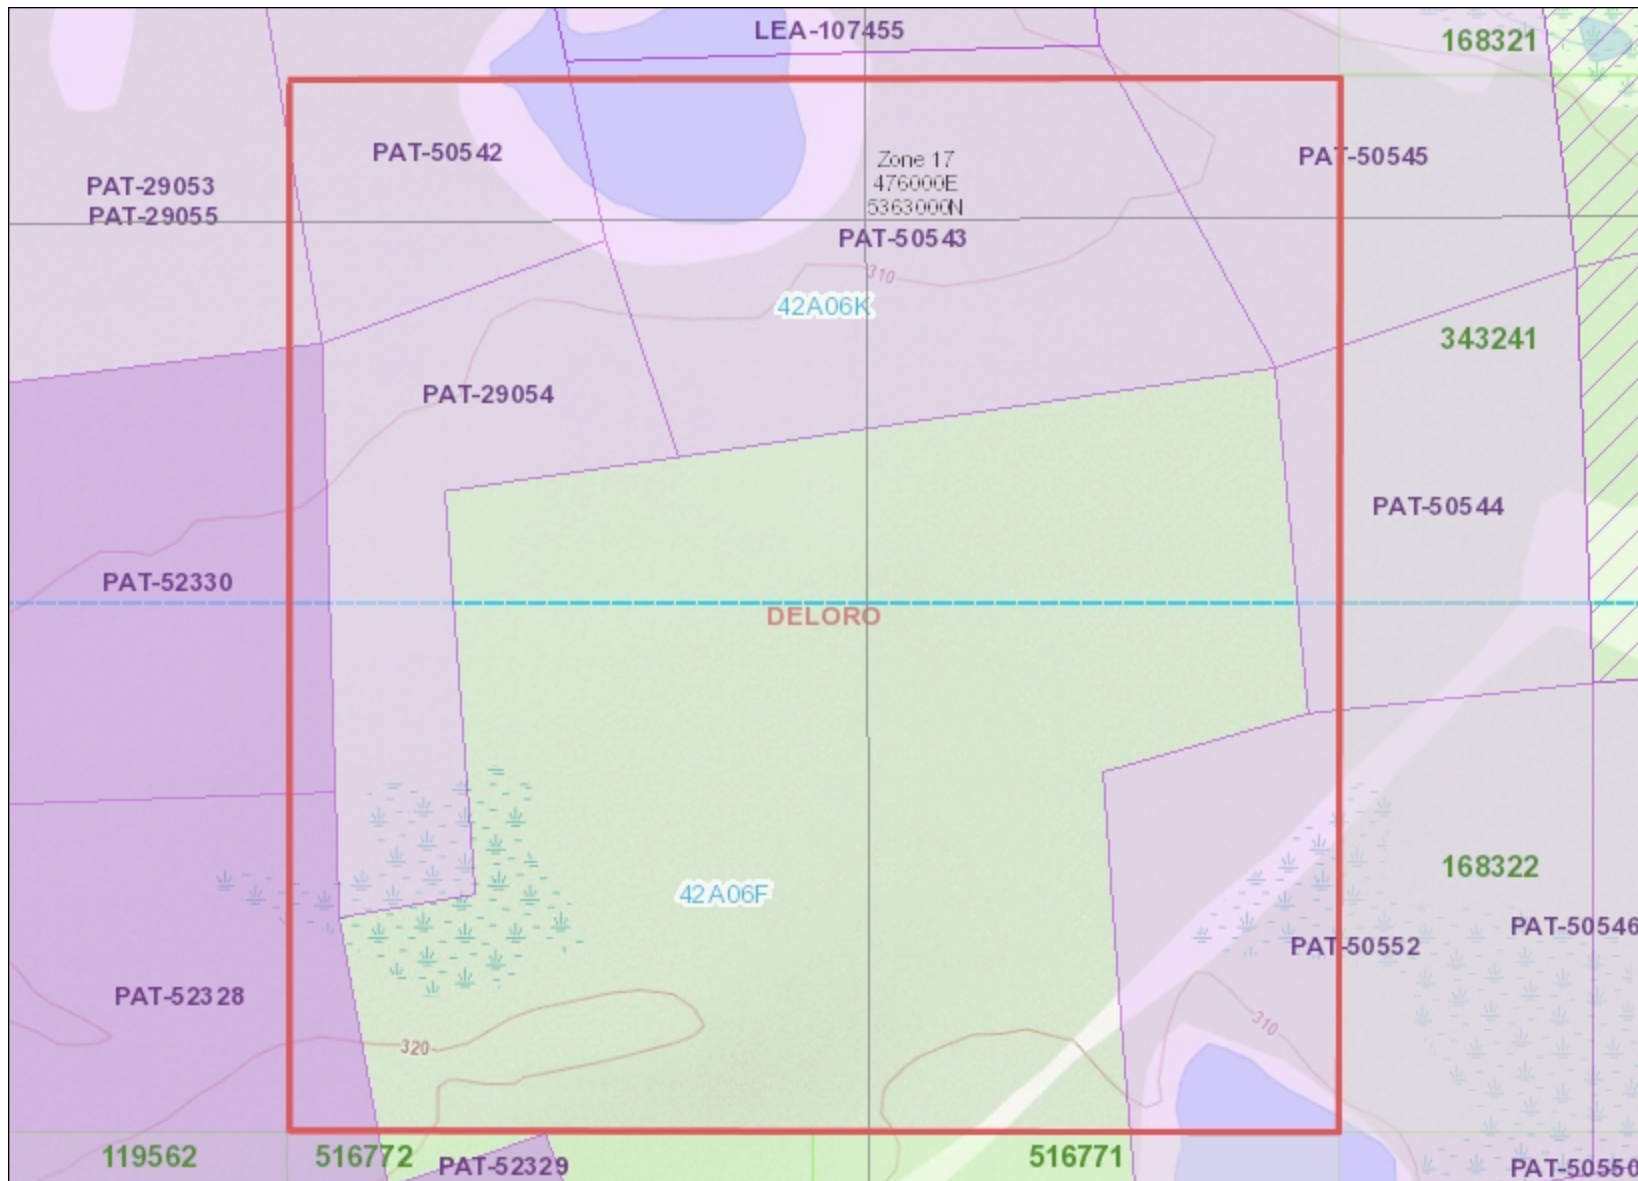 LEA-107455
168321
PAT-50542
Zone 17
476000E
5363000N
PAT-50545
PAT-29053
PAT-29055
PAT-50543
310
42A06K
343241
PAT-29054
PAT-50544
PAT-52330
DELORO
168322
42A06F
PAT-50546
PAT-50552
PAT-52328
310
320
119562
516772
PAT-52329
516771
PAT-50550